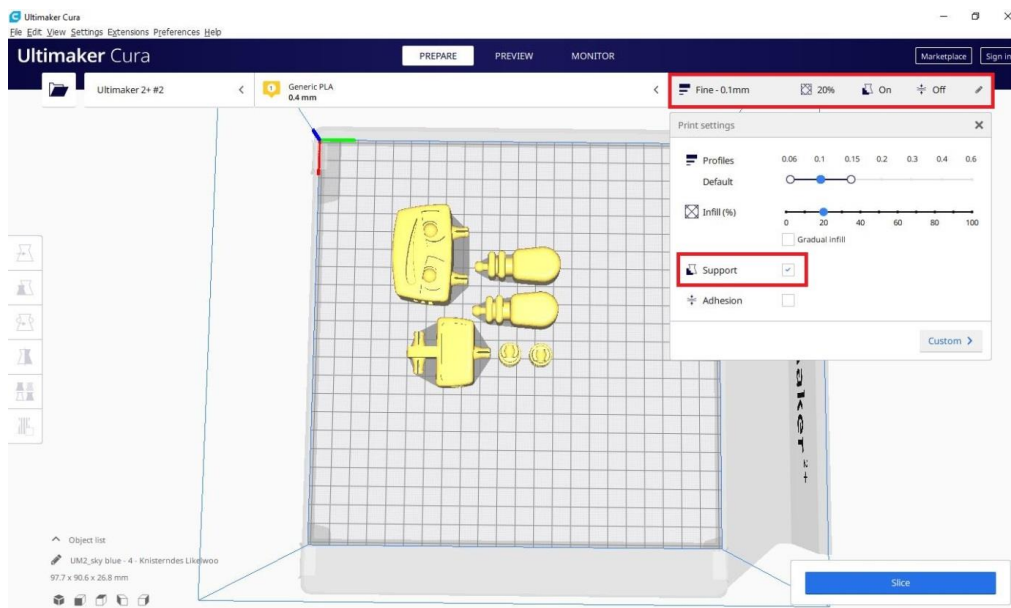 Ultimaker Cura
File Edit View Settings Extensions Preferences Help
Ultimaker Cura
PREPARE PREVIEW MONITOR
Marketplace Sign in
Ultimaker 2+ #2
1 Generic PLA
0.4 mm
Fine - 0.1mm 20% On Off
Print settings
Profiles 0.06 0.1 0.15 0.2 0.3 0.4 0.6
Default
Infill (%)
0 20 40 60 80 100
Gradual infill
Support
Adhesion
Custom
Object list
UM2_sky blue - 4 - Knisterndes Likelwoo
97.7 x 90.6 x 26.8 mm
Slice